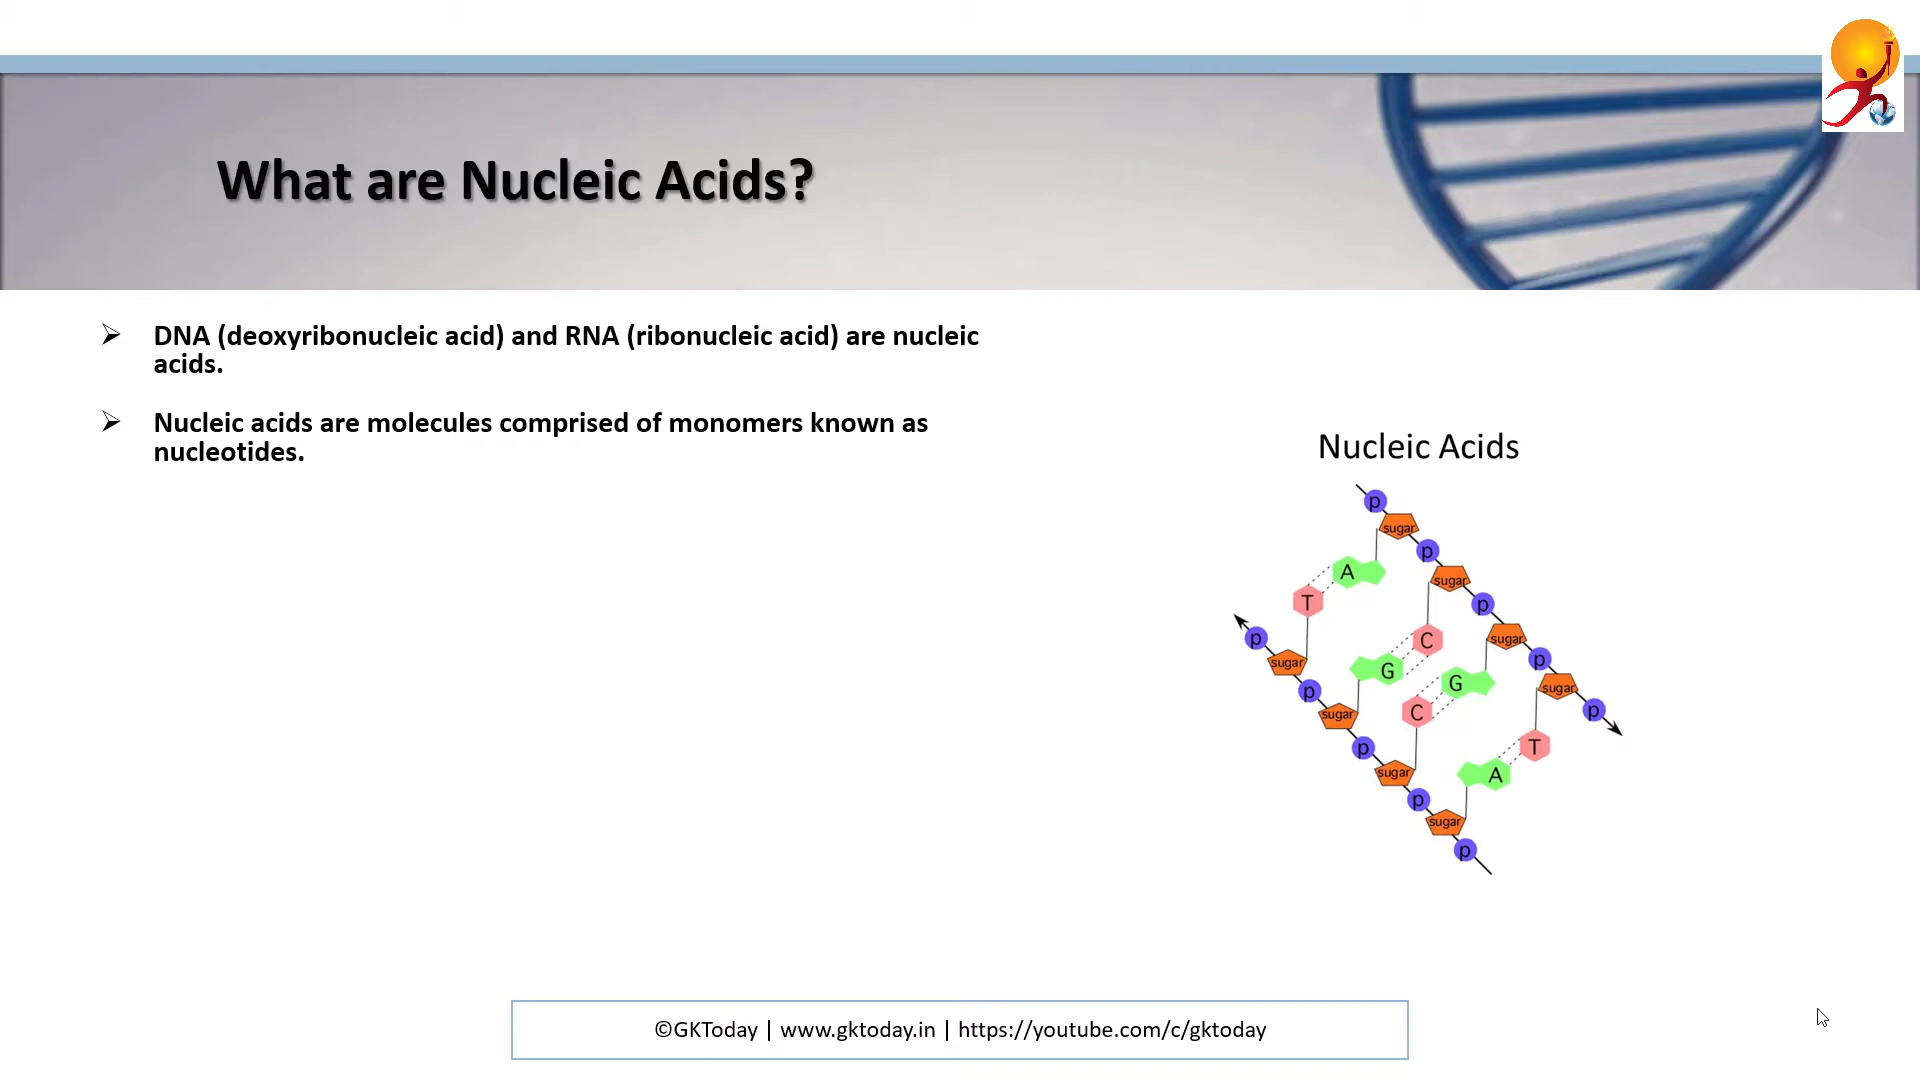 What are Nucleic Acids?
DNA (deoxyribonucleic acid) and RNA (ribonucleic acid) are nucleic
acids.
Nucleic acids are molecules comprised of monomers known as
nucleotides.
Nucleic Acids
p
sugar
p
A
sugar
T
p
p
C
sugar
sugar
G
p
G
sugar
p
C
p
sugar
T
p
sugar
A
p
sugar
p
©GKToday | www.gktoday.in | https://youtube.com/c/gktoday